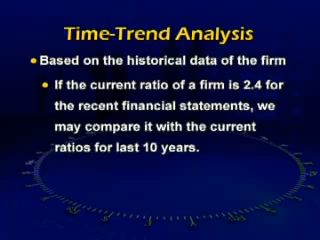 Time-Trend Analysis
Based on the historical data of the firm
If the current ratio of a firm is 2.4 for
the recent financial statements, we
may compare it with the current
ratios for last 10 years.